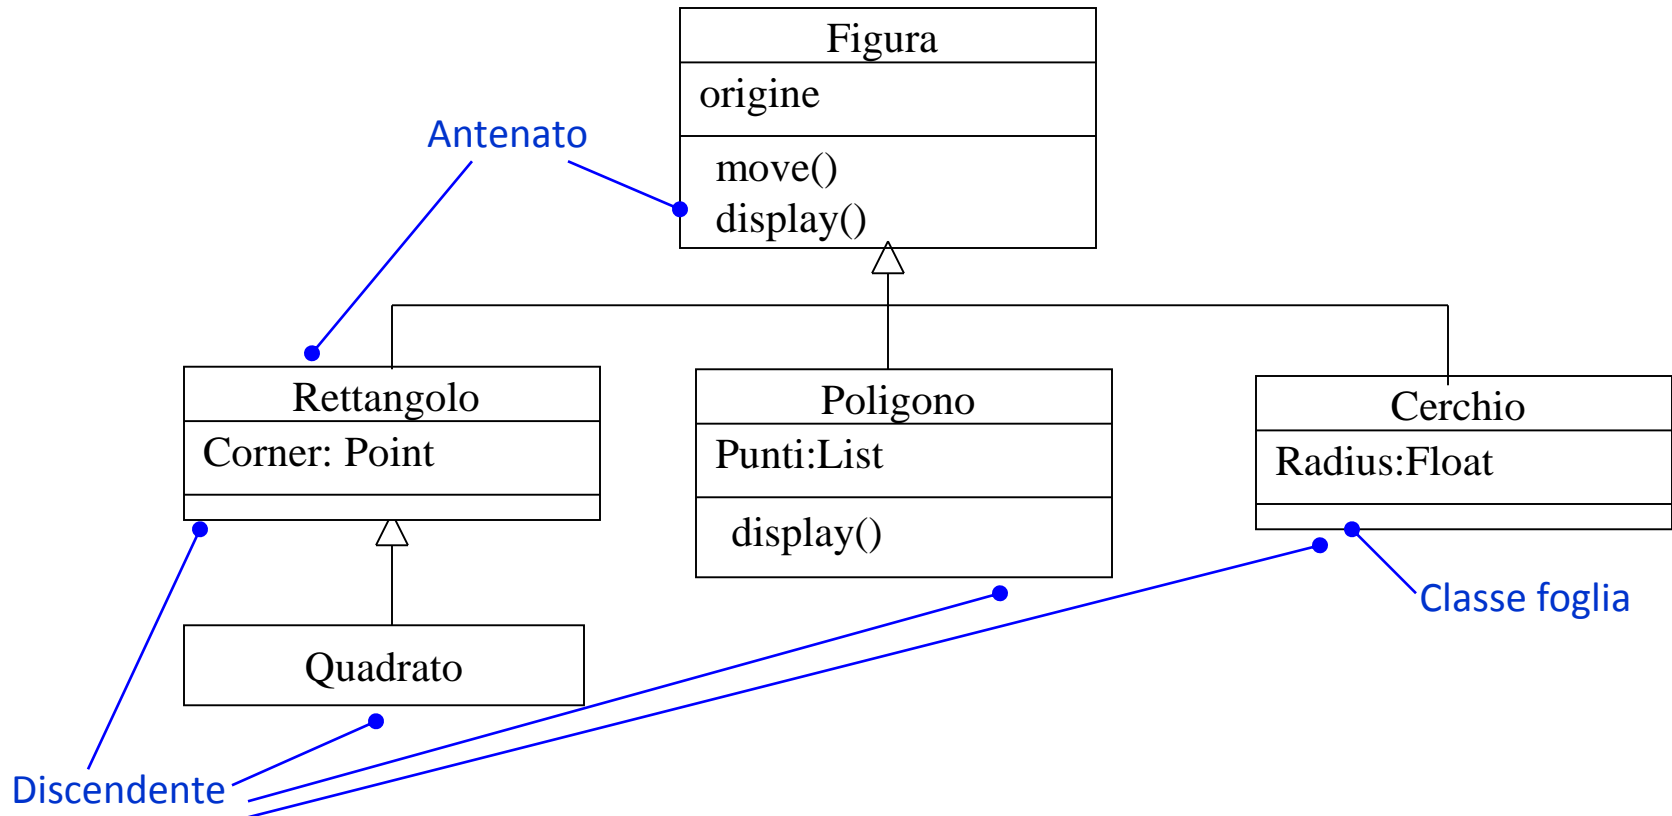 Figura
origine
Antenato
move()
display()
Rettangolo
Corner: Point
Poligono
Punti:List
display()
Cerchio
Radius:Float
Classe foglia
Quadrato
Discendente